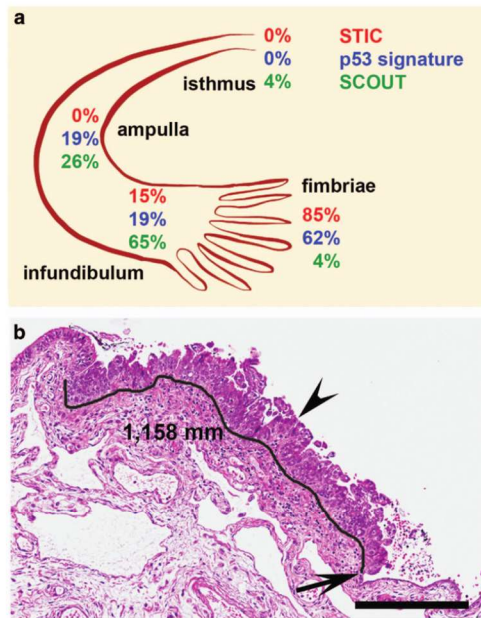 a
0% STIC
0% p53 signature
isthmus 4% SCOUT
0%
ampulla
19%
26%
fimbriae
15% 85%
19% 62%
65% 4%
infundibulum
b
1,158 mm